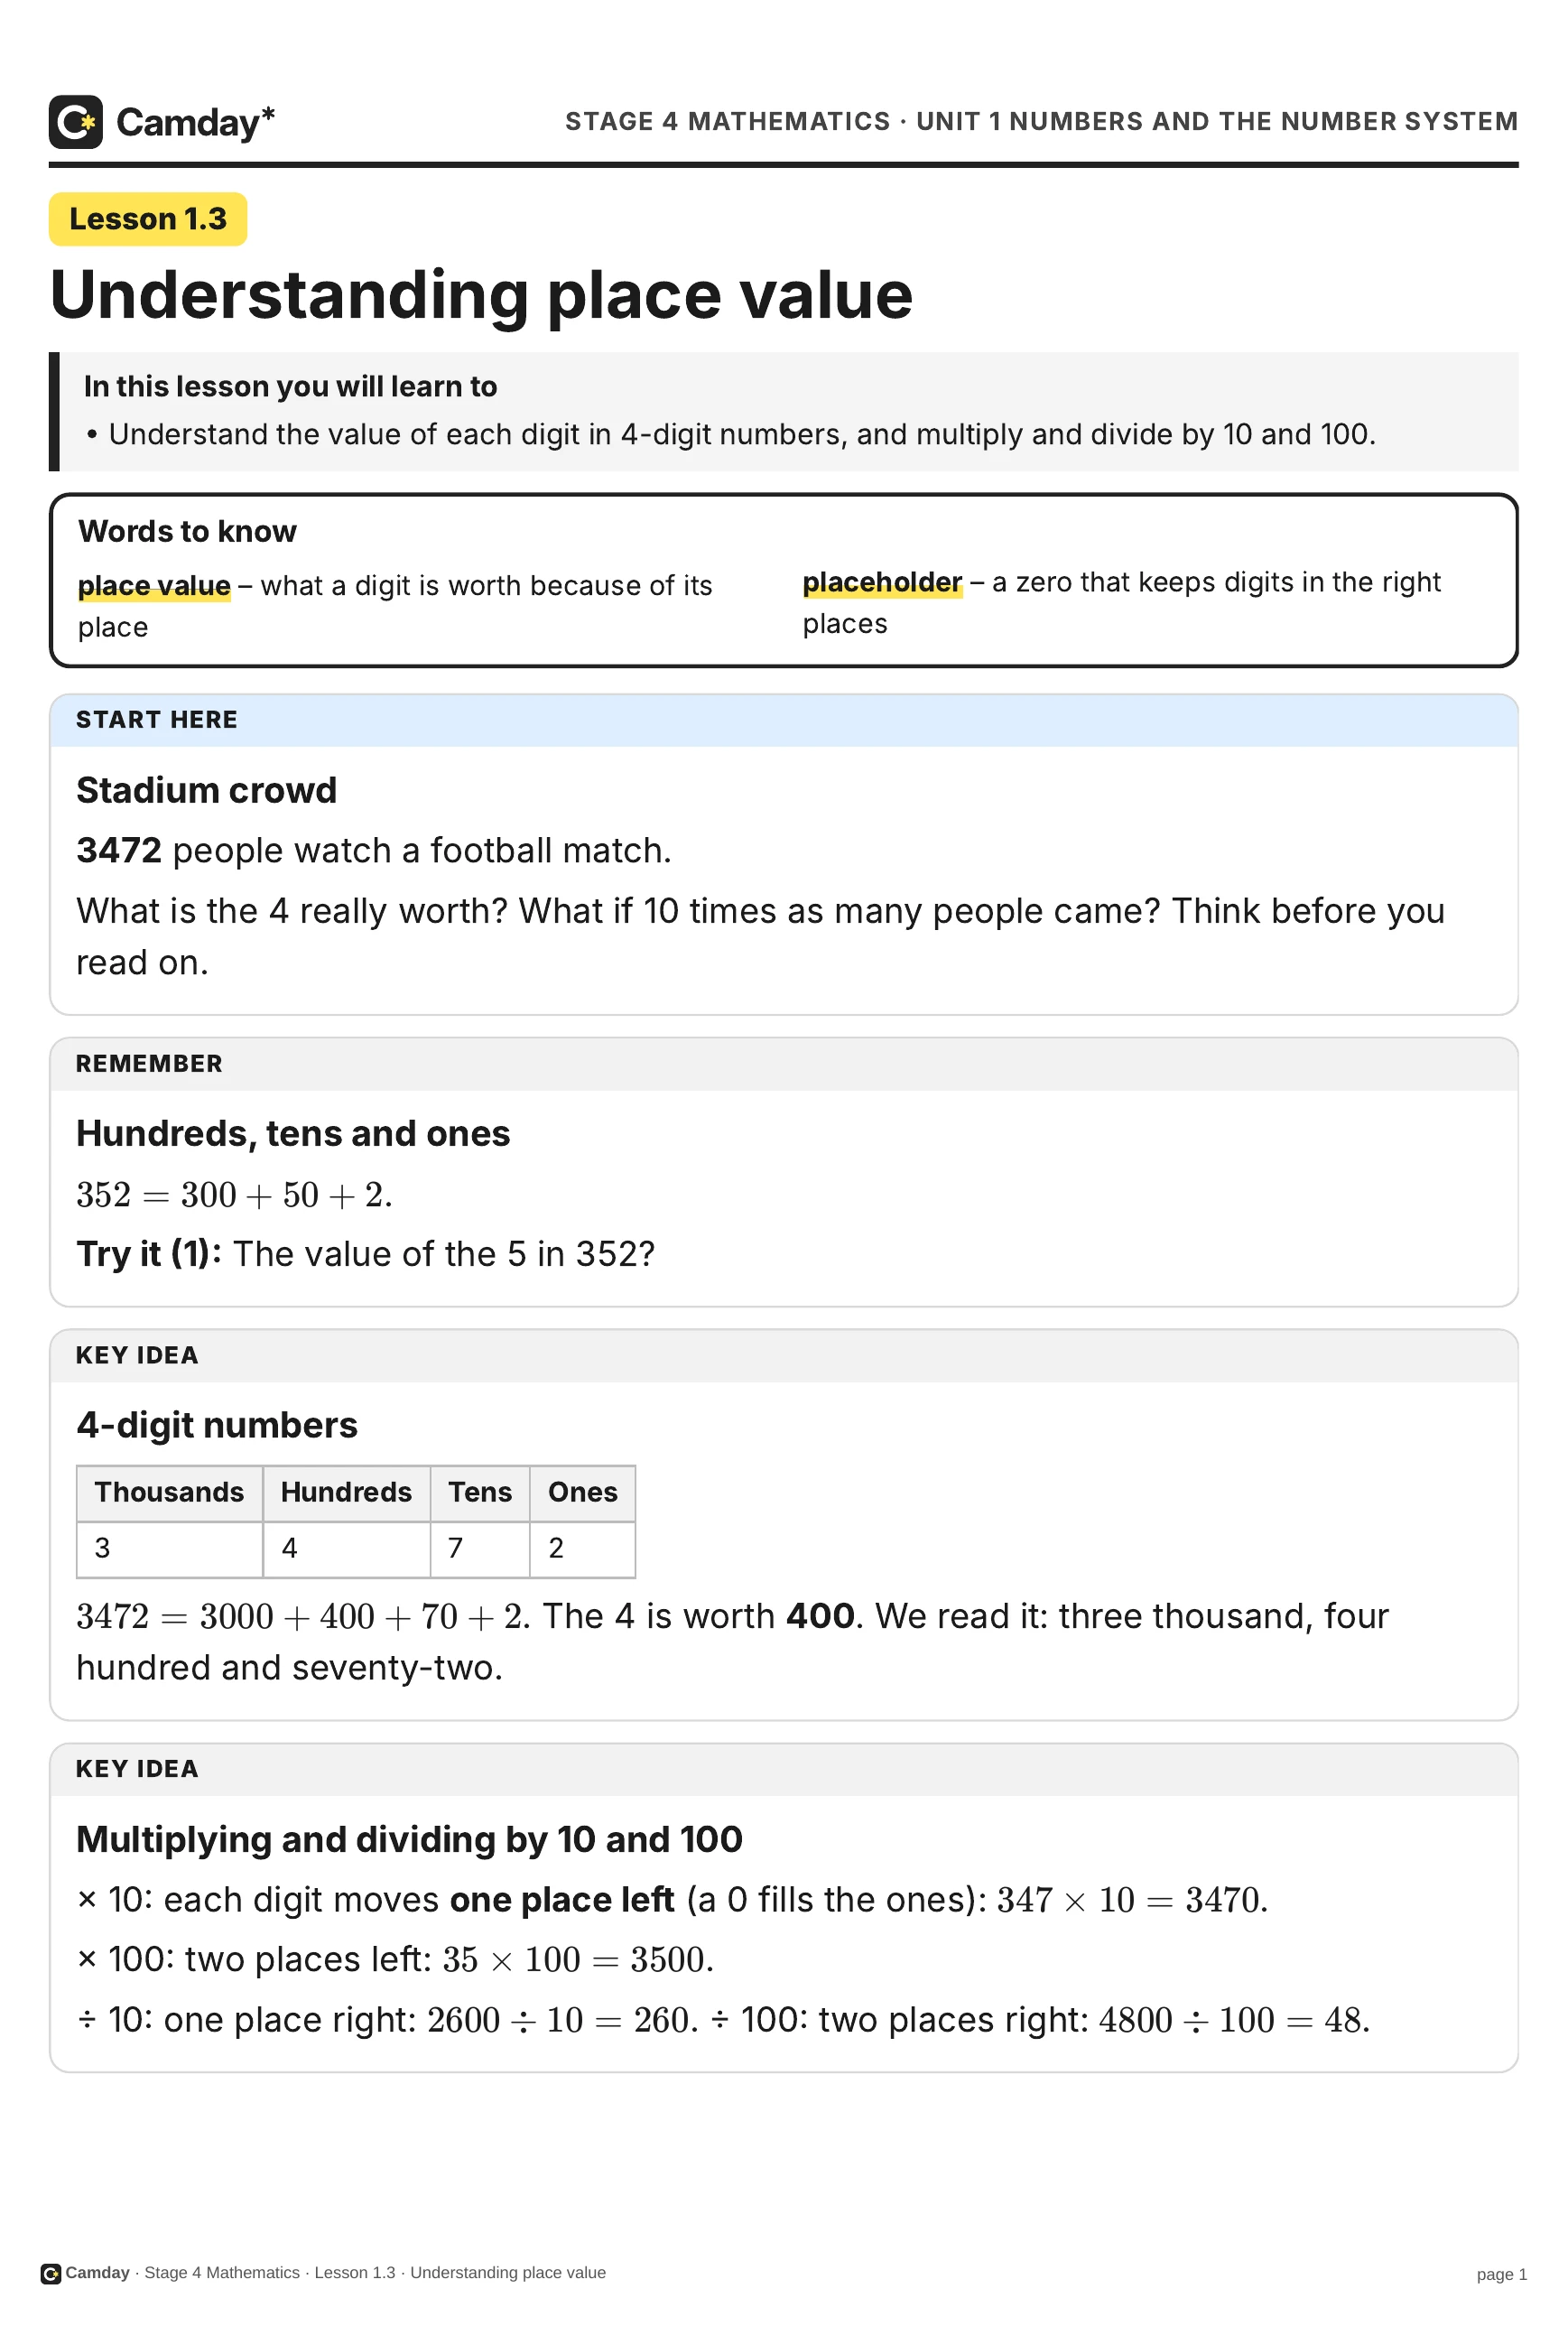 Camday*
STAGE 4 MATHEMATICS · UNIT 1 NUMBERS AND THE NUMBER SYSTEM
Lesson 1.3
Understanding place value
In this lesson you will learn to
• Understand the value of each digit in 4-digit numbers, and multiply and divide by 10 and 100.
Words to know
place value – what a digit is worth because of its
place
placeholder – a zero that keeps digits in the right
places
START HERE
Stadium crowd
3472 people watch a football match.
What is the 4 really worth? What if 10 times as many people came? Think before you
read on.
REMEMBER
Hundreds, tens and ones
352 = 300 + 50 + 2.
Try it (1): The value of the 5 in 352?
KEY IDEA
4-digit numbers
Thousands Hundreds Tens Ones
3 4 7 2
3472 = 3000 + 400 + 70 + 2. The 4 is worth 400. We read it: three thousand, four
hundred and seventy-two.
KEY IDEA
Multiplying and dividing by 10 and 100
× 10: each digit moves one place left (a 0 fills the ones): 347 × 10 = 3470.
× 100: two places left: 35 × 100 = 3500.
÷ 10: one place right: 2600 ÷ 10 = 260. ÷ 100: two places right: 4800 ÷ 100 = 48.
Camday · Stage 4 Mathematics · Lesson 1.3 · Understanding place value
page 1